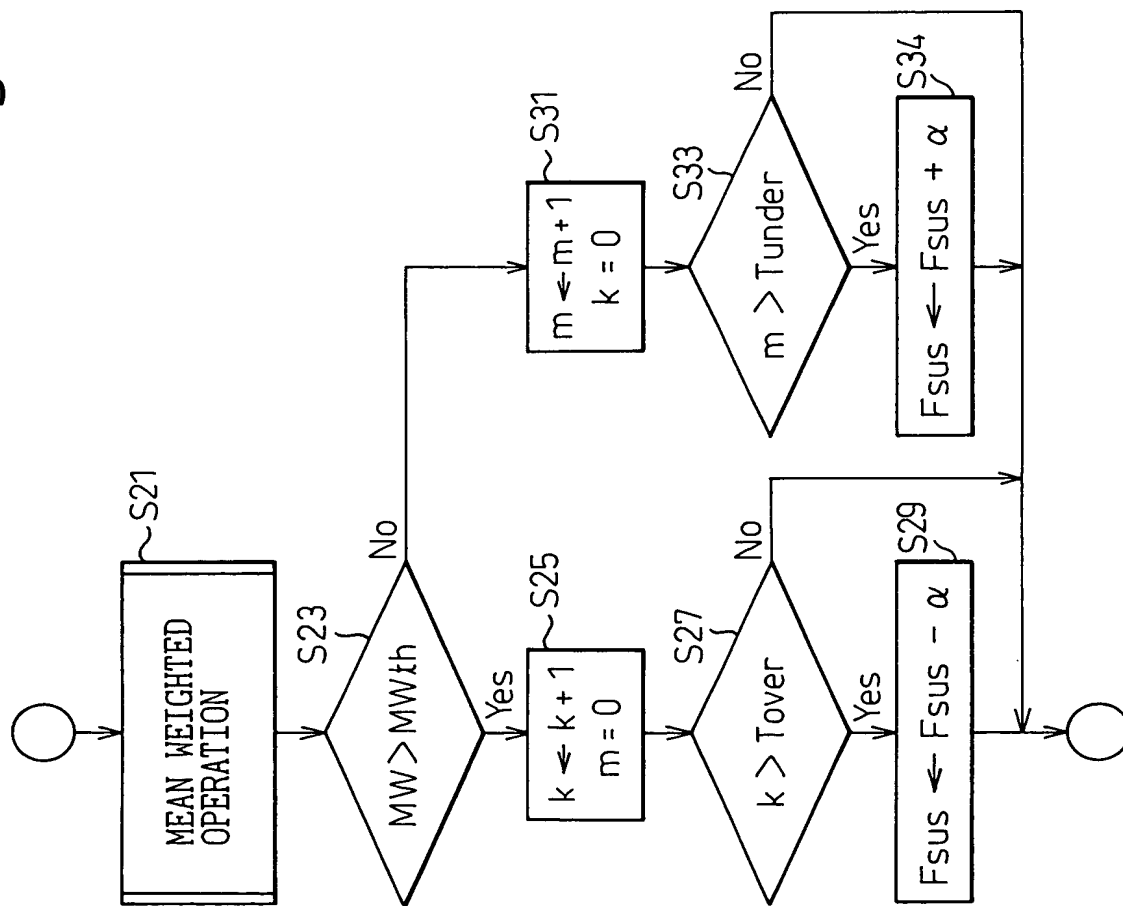 S21
MEAN WEIGHTED
OPERATION
S23
MW > MWth
No
Yes
S25
k ← k + 1
m = 0
S31
m ← m + 1
k = 0
S27
k > Tover
No
Yes
S33
m > Tunder
No
Yes
S29
Fsus ← Fsus - α
S34
Fsus ← Fsus + α